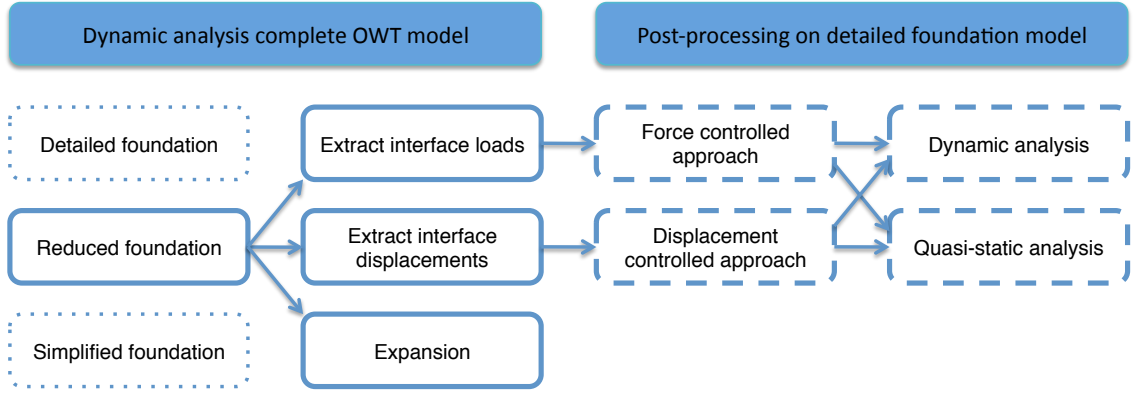 Dynamic analysis complete OWT model
Post-processing on detailed foundation model
Detailed foundation
Extract interface loads
Force controlled
approach
Dynamic analysis
Reduced foundation
Extract interface
displacements
Displacement
controlled approach
Quasi-static analysis
Simplified foundation
Expansion